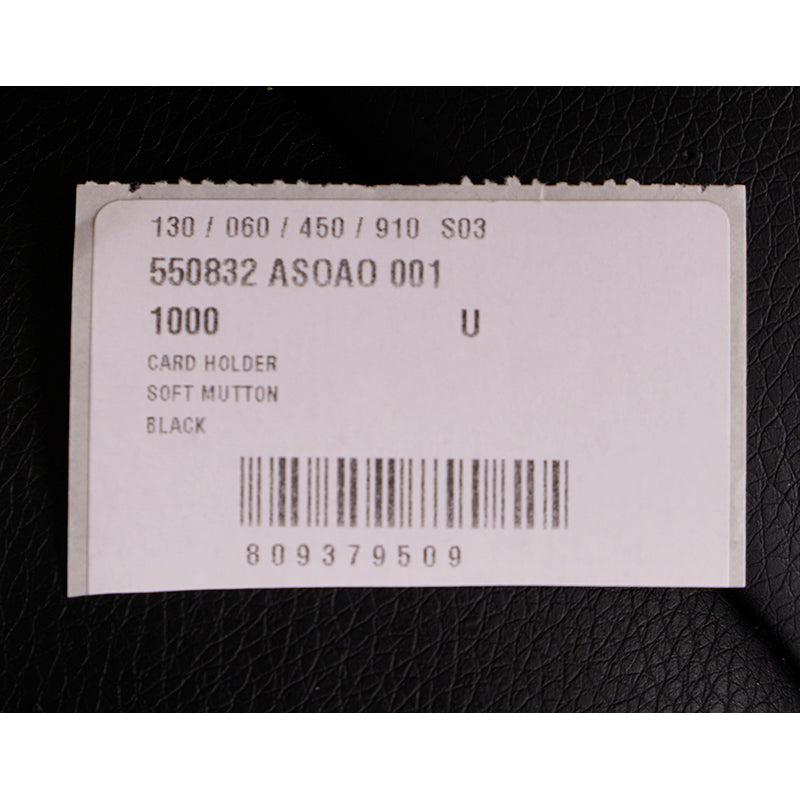 130 / 060 / 450 / 910 S03
550832 ASOAO 001
1000 U
CARD HOLDER
SOFT MUTTON
BLACK
809379509